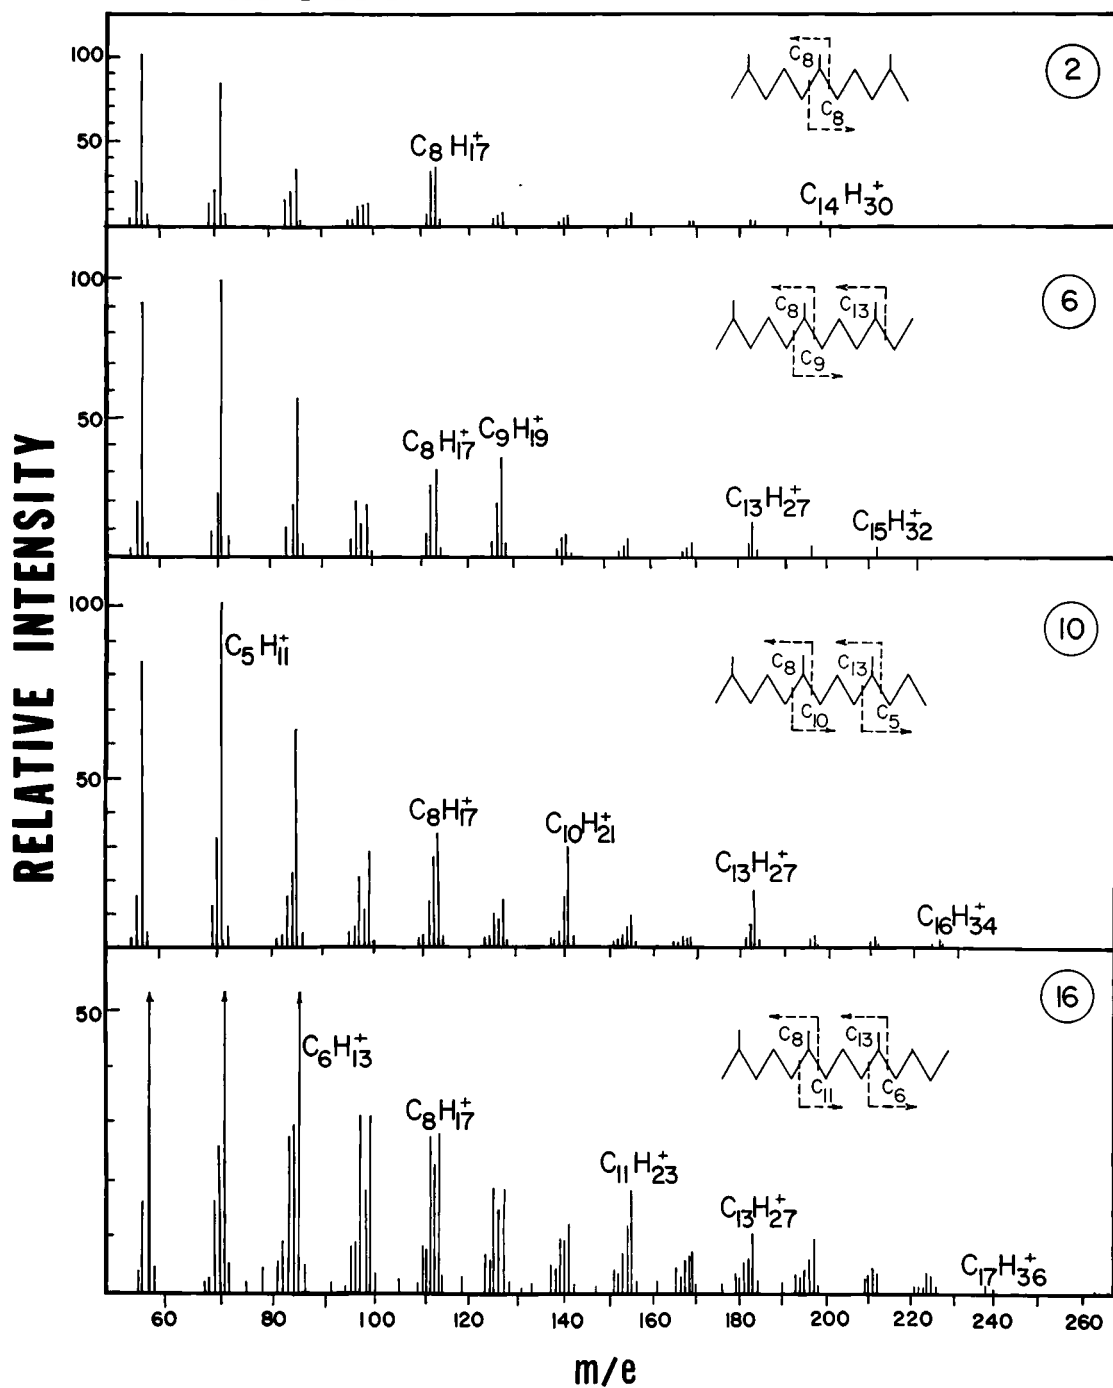 RELATIVE INTENSITY
100
50
C8H17+
C14H30+
C8
C8
2
100
50
C8H17+
C9H19+
C13H27+
C15H32+
C8
C13
C9
6
100
50
C5H11+
C8H17+
C10H21+
C13H27+
C16H34+
C8
C13
C10
C5
10
50
C6H13+
C8H17+
C11H23+
C13H27+
C17H36+
C8
C13
C11
C6
16
60 80 100 120 140 160 180 200 220 240 260
m/e